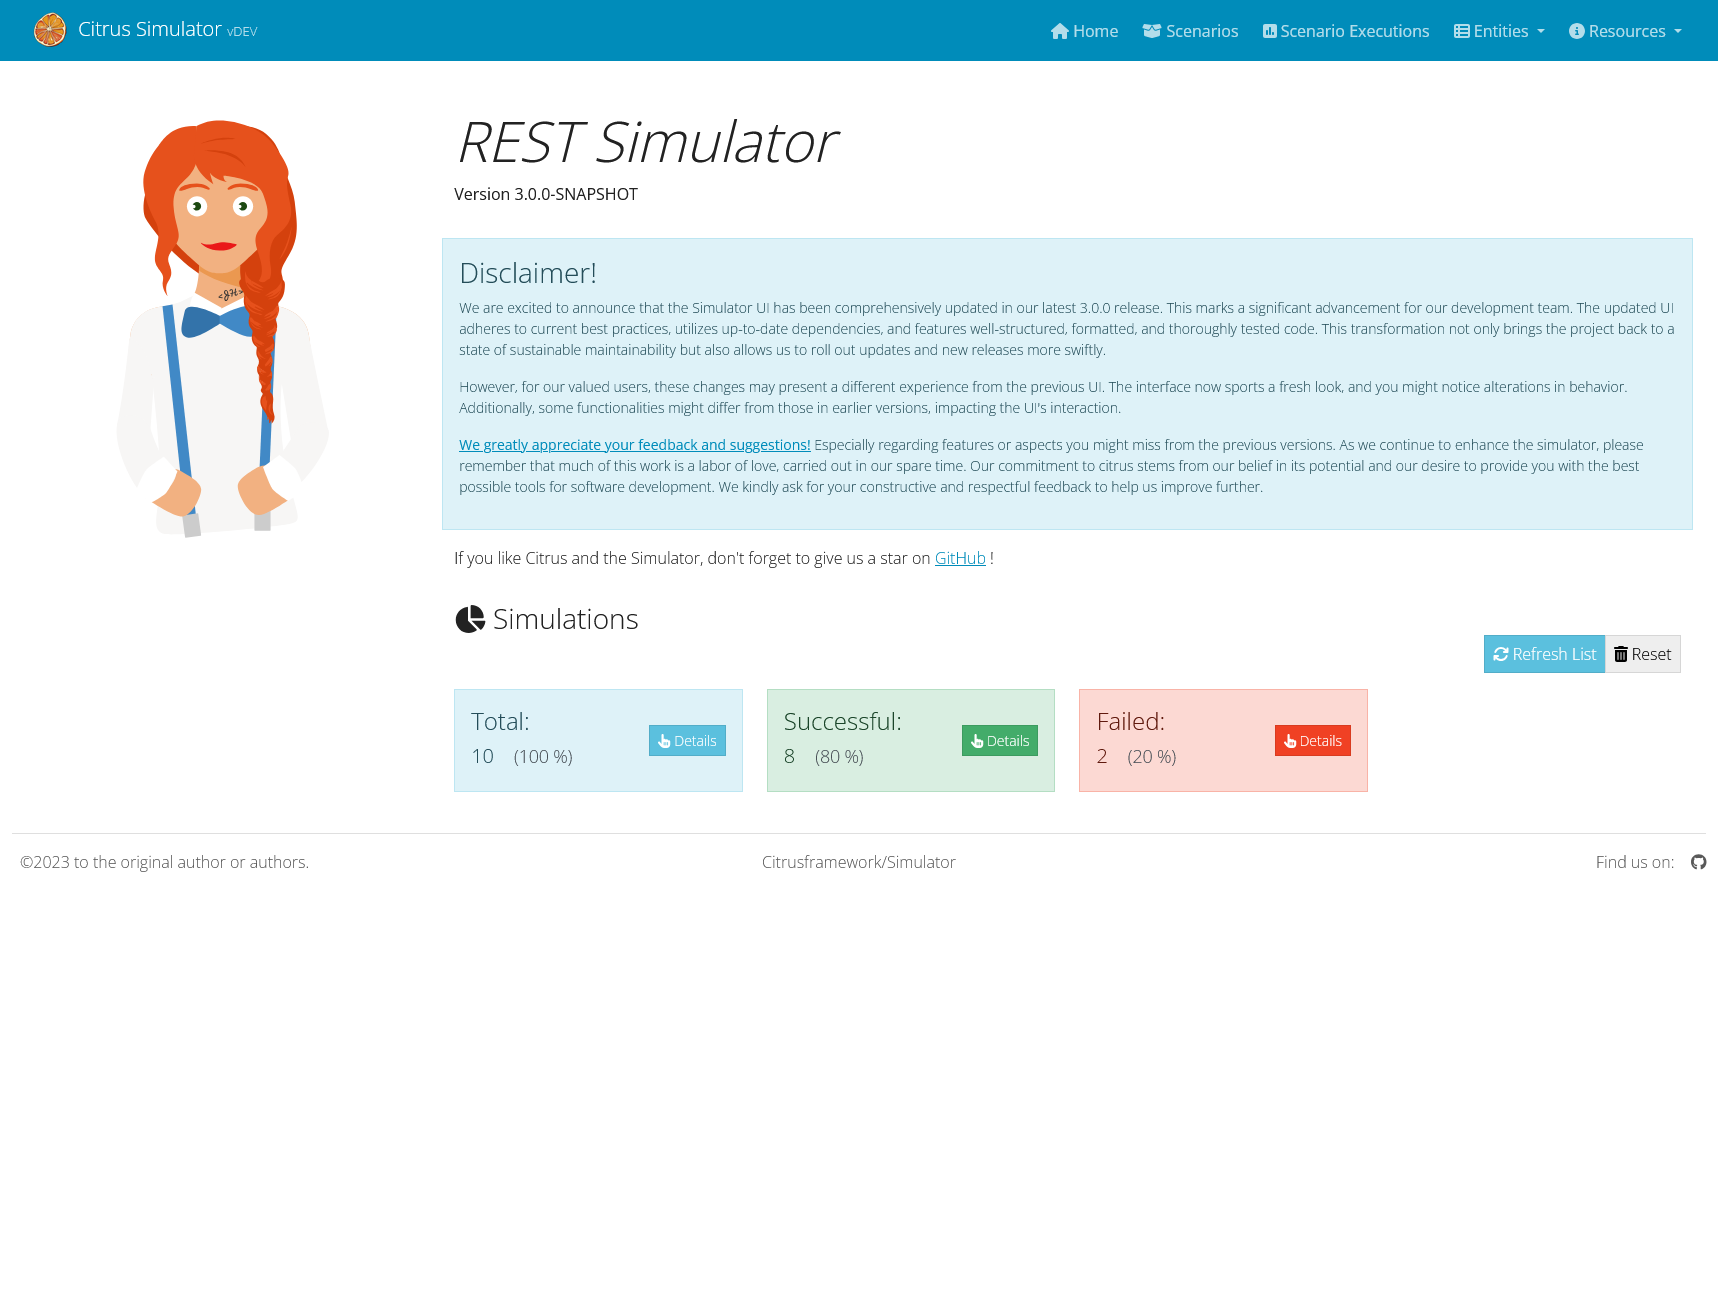 Citrus Simulator vDEV
Home
Scenarios
Scenario Executions
Entities
Resources
REST Simulator
Version 3.0.0-SNAPSHOT
Disclaimer!
We are excited to announce that the Simulator UI has been comprehensively updated in our latest 3.0.0 release. This marks a significant advancement for our development team. The updated UI
adheres to current best practices, utilizes up-to-date dependencies, and features well-structured, formatted, and thoroughly tested code. This transformation not only brings the project back to a
state of sustainable maintainability but also allows us to roll out updates and new releases more swiftly.
However, for our valued users, these changes may present a different experience from the previous UI. The interface now sports a fresh look, and you might notice alterations in behavior.
Additionally, some functionalities might differ from those in earlier versions, impacting the UI's interaction.
We greatly appreciate your feedback and suggestions! Especially regarding features or aspects you might miss from the previous versions. As we continue to enhance the simulator, please
remember that much of this work is a labor of love, carried out in our spare time. Our commitment to citrus stems from our belief in its potential and our desire to provide you with the best
possible tools for software development. We kindly ask for your constructive and respectful feedback to help us improve further.
If you like Citrus and the Simulator, don't forget to give us a star on GitHub !
Simulations
Refresh List
Reset
Total:
10 (100 %)
Details
Successful:
8 (80 %)
Details
Failed:
2 (20 %)
Details
©2023 to the original author or authors.
Citrusframework/Simulator
Find us on: